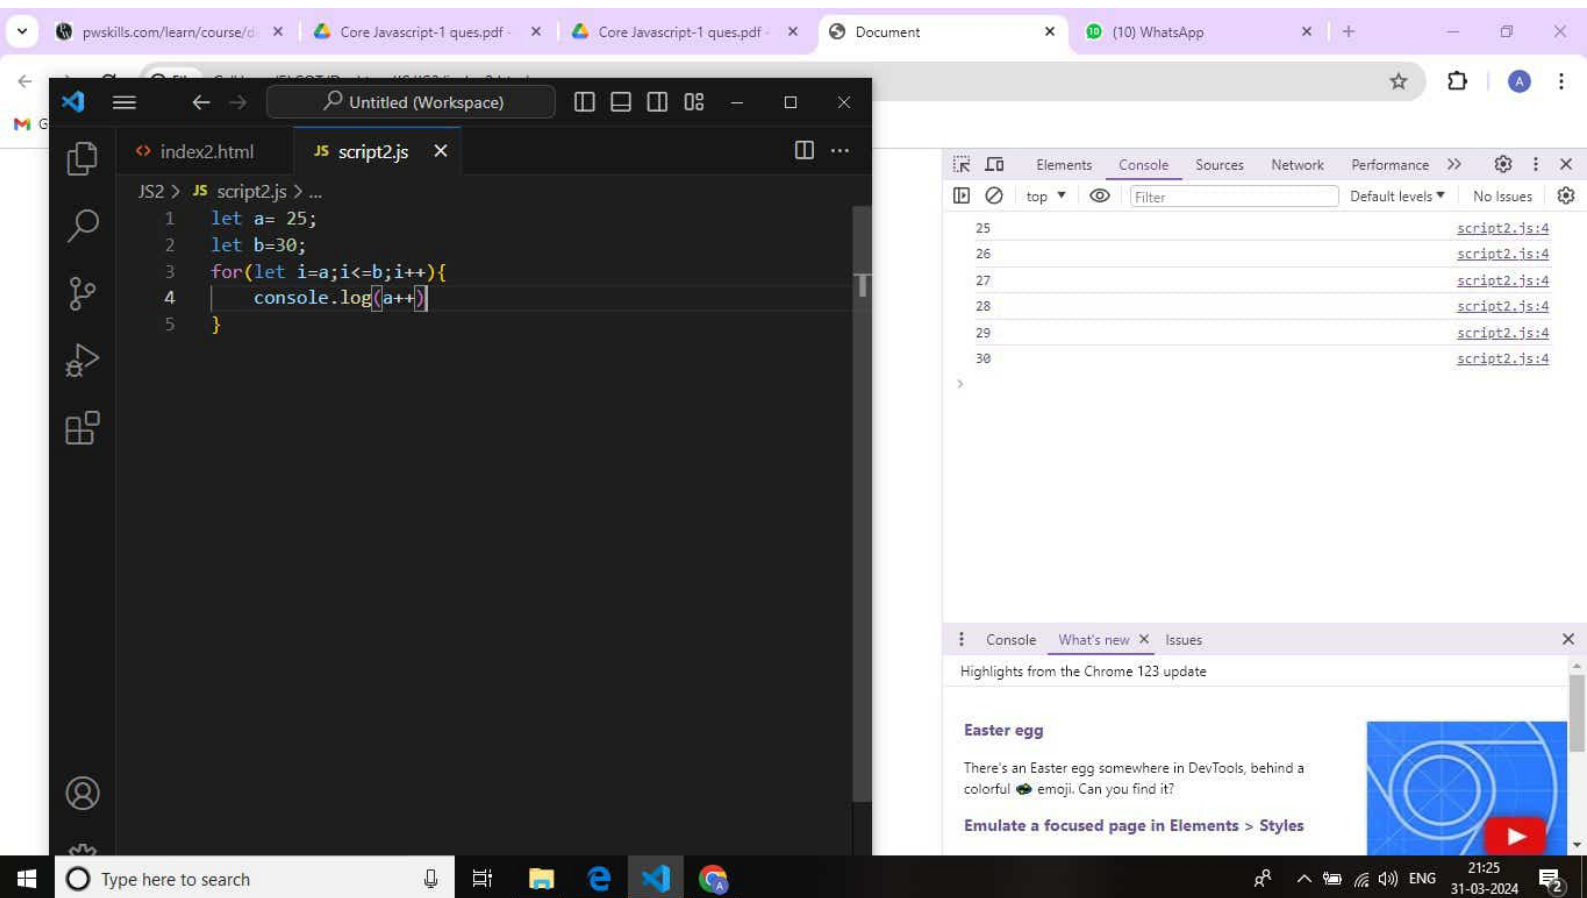 pwskills.com/learn/course/d
Core Javascript-1 ques.pdf -
Core Javascript-1 ques.pdf -
Document
(10) WhatsApp
A
Untitled (Workspace)
index2.html
JS script2.js
JS2 > JS script2.js > ...
1 let a= 25;
2 let b=30;
3 for(let i=a;i<=b;i++){
4 console.log(a++)
5 }
Elements Console Sources Network Performance
top Filter Default levels No Issues
25 script2.js:4
26 script2.js:4
27 script2.js:4
28 script2.js:4
29 script2.js:4
30 script2.js:4
Console What's new Issues
Highlights from the Chrome 123 update
Easter egg
There's an Easter egg somewhere in DevTools, behind a
colorful emoji. Can you find it?
Emulate a focused page in Elements > Styles
Type here to search
ENG
21:25
31-03-2024
2